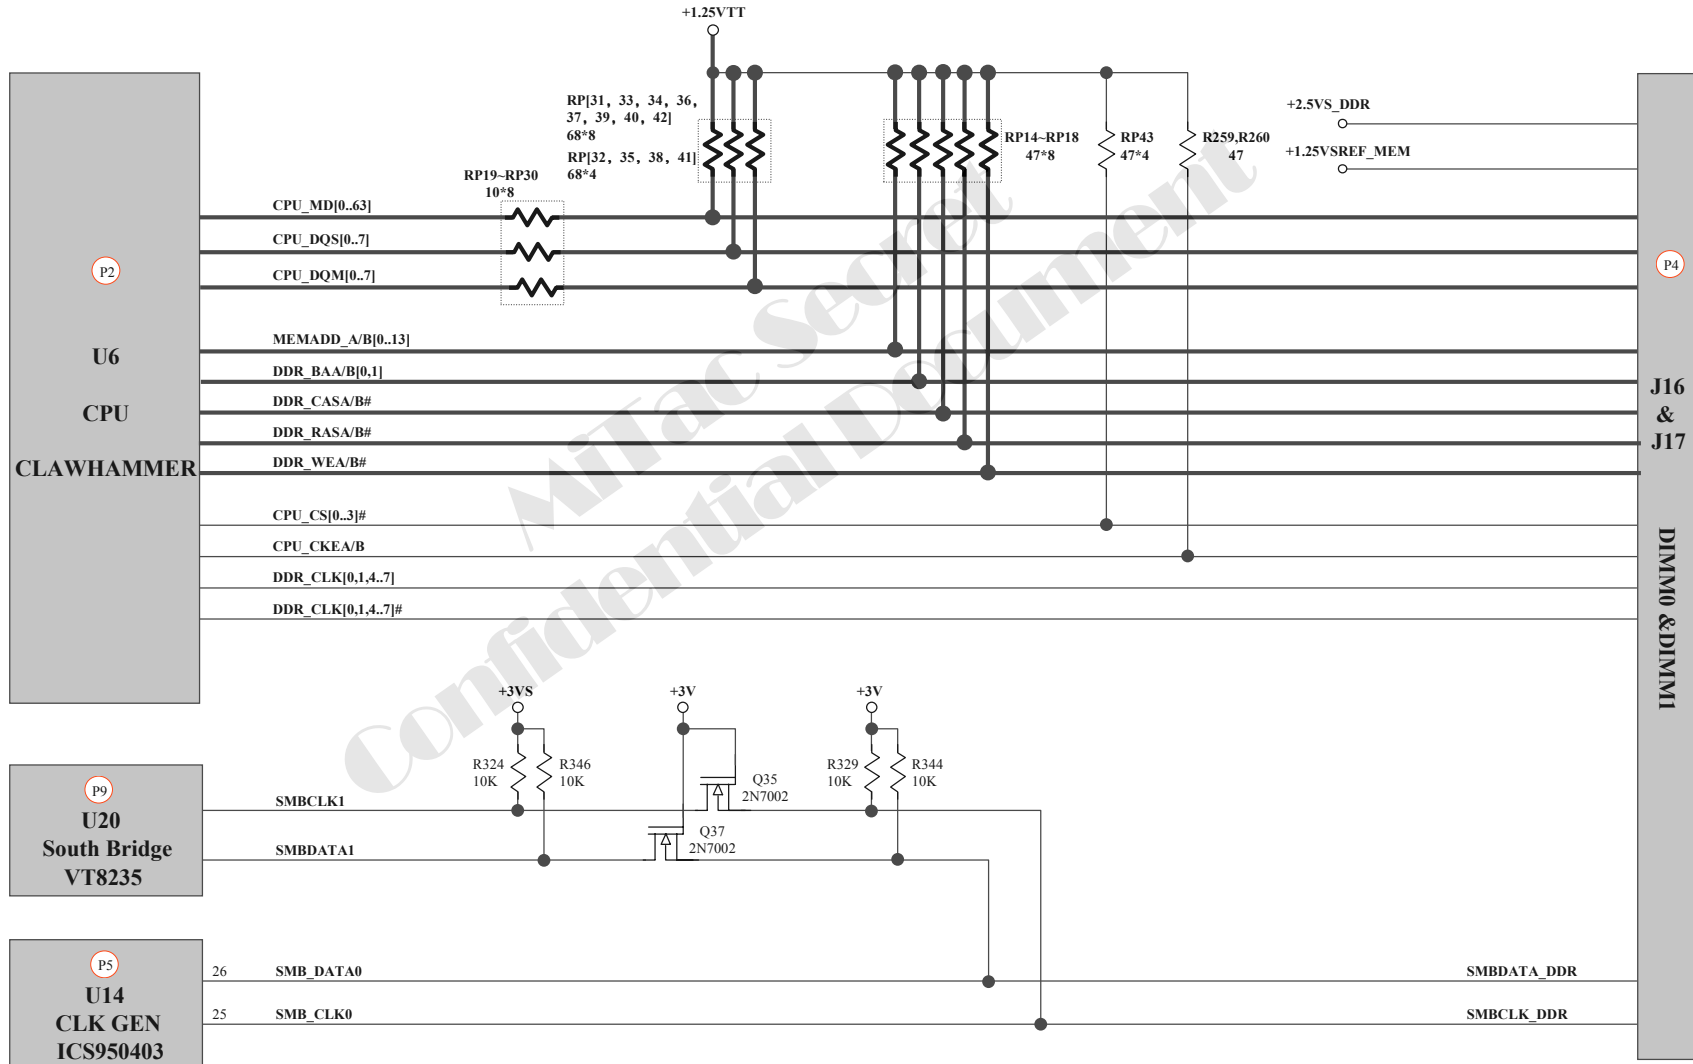 +1.25VTT
RP[31, 33, 34, 36,
37, 39, 40, 42]
68*8
RP[32, 35, 38, 41]
68*4
RP19~RP30
10*8
RP14~RP18
47*8
RP43
47*4
R259,R260
47
+2.5VS_DDR
+1.25VSREF_MEM
CPU_MD[0..63]
CPU_DQS[0..7]
CPU_DQM[0..7]
MEMADD_A/B[0..13]
DDR_BAA/B[0,1]
DDR_CASA/B#
DDR_RASA/B#
DDR_WEA/B#
CPU_CS[0..3]#
CPU_CKEA/B
DDR_CLK[0,1,4..7]
DDR_CLK[0,1,4..7]#
P2
U6
CPU
CLAWHAMMER
P4
J16
&
J17
DIMM0 &DIMM1
MiTac Secret
Confidential Document
+3VS
+3V
+3V
R324
10K
R346
10K
Q35
2N7002
Q37
2N7002
R329
10K
R344
10K
P9
U20
South Bridge
VT8235
SMBCLK1
SMBDATA1
P5
U14
CLK GEN
ICS950403
26
SMB_DATA0
SMBDATA_DDR
25
SMB_CLK0
SMBCLK_DDR